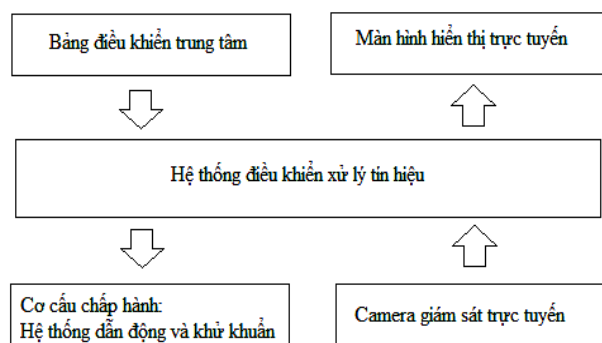 Bảng điều khiển trung tâm
Màn hình hiển thị trực tuyến
Hệ thống điều khiển xử lý tín hiệu
Cơ cấu chấp hành:
Hệ thống dẫn động và khử khuẩn
Camera giám sát trực tuyến